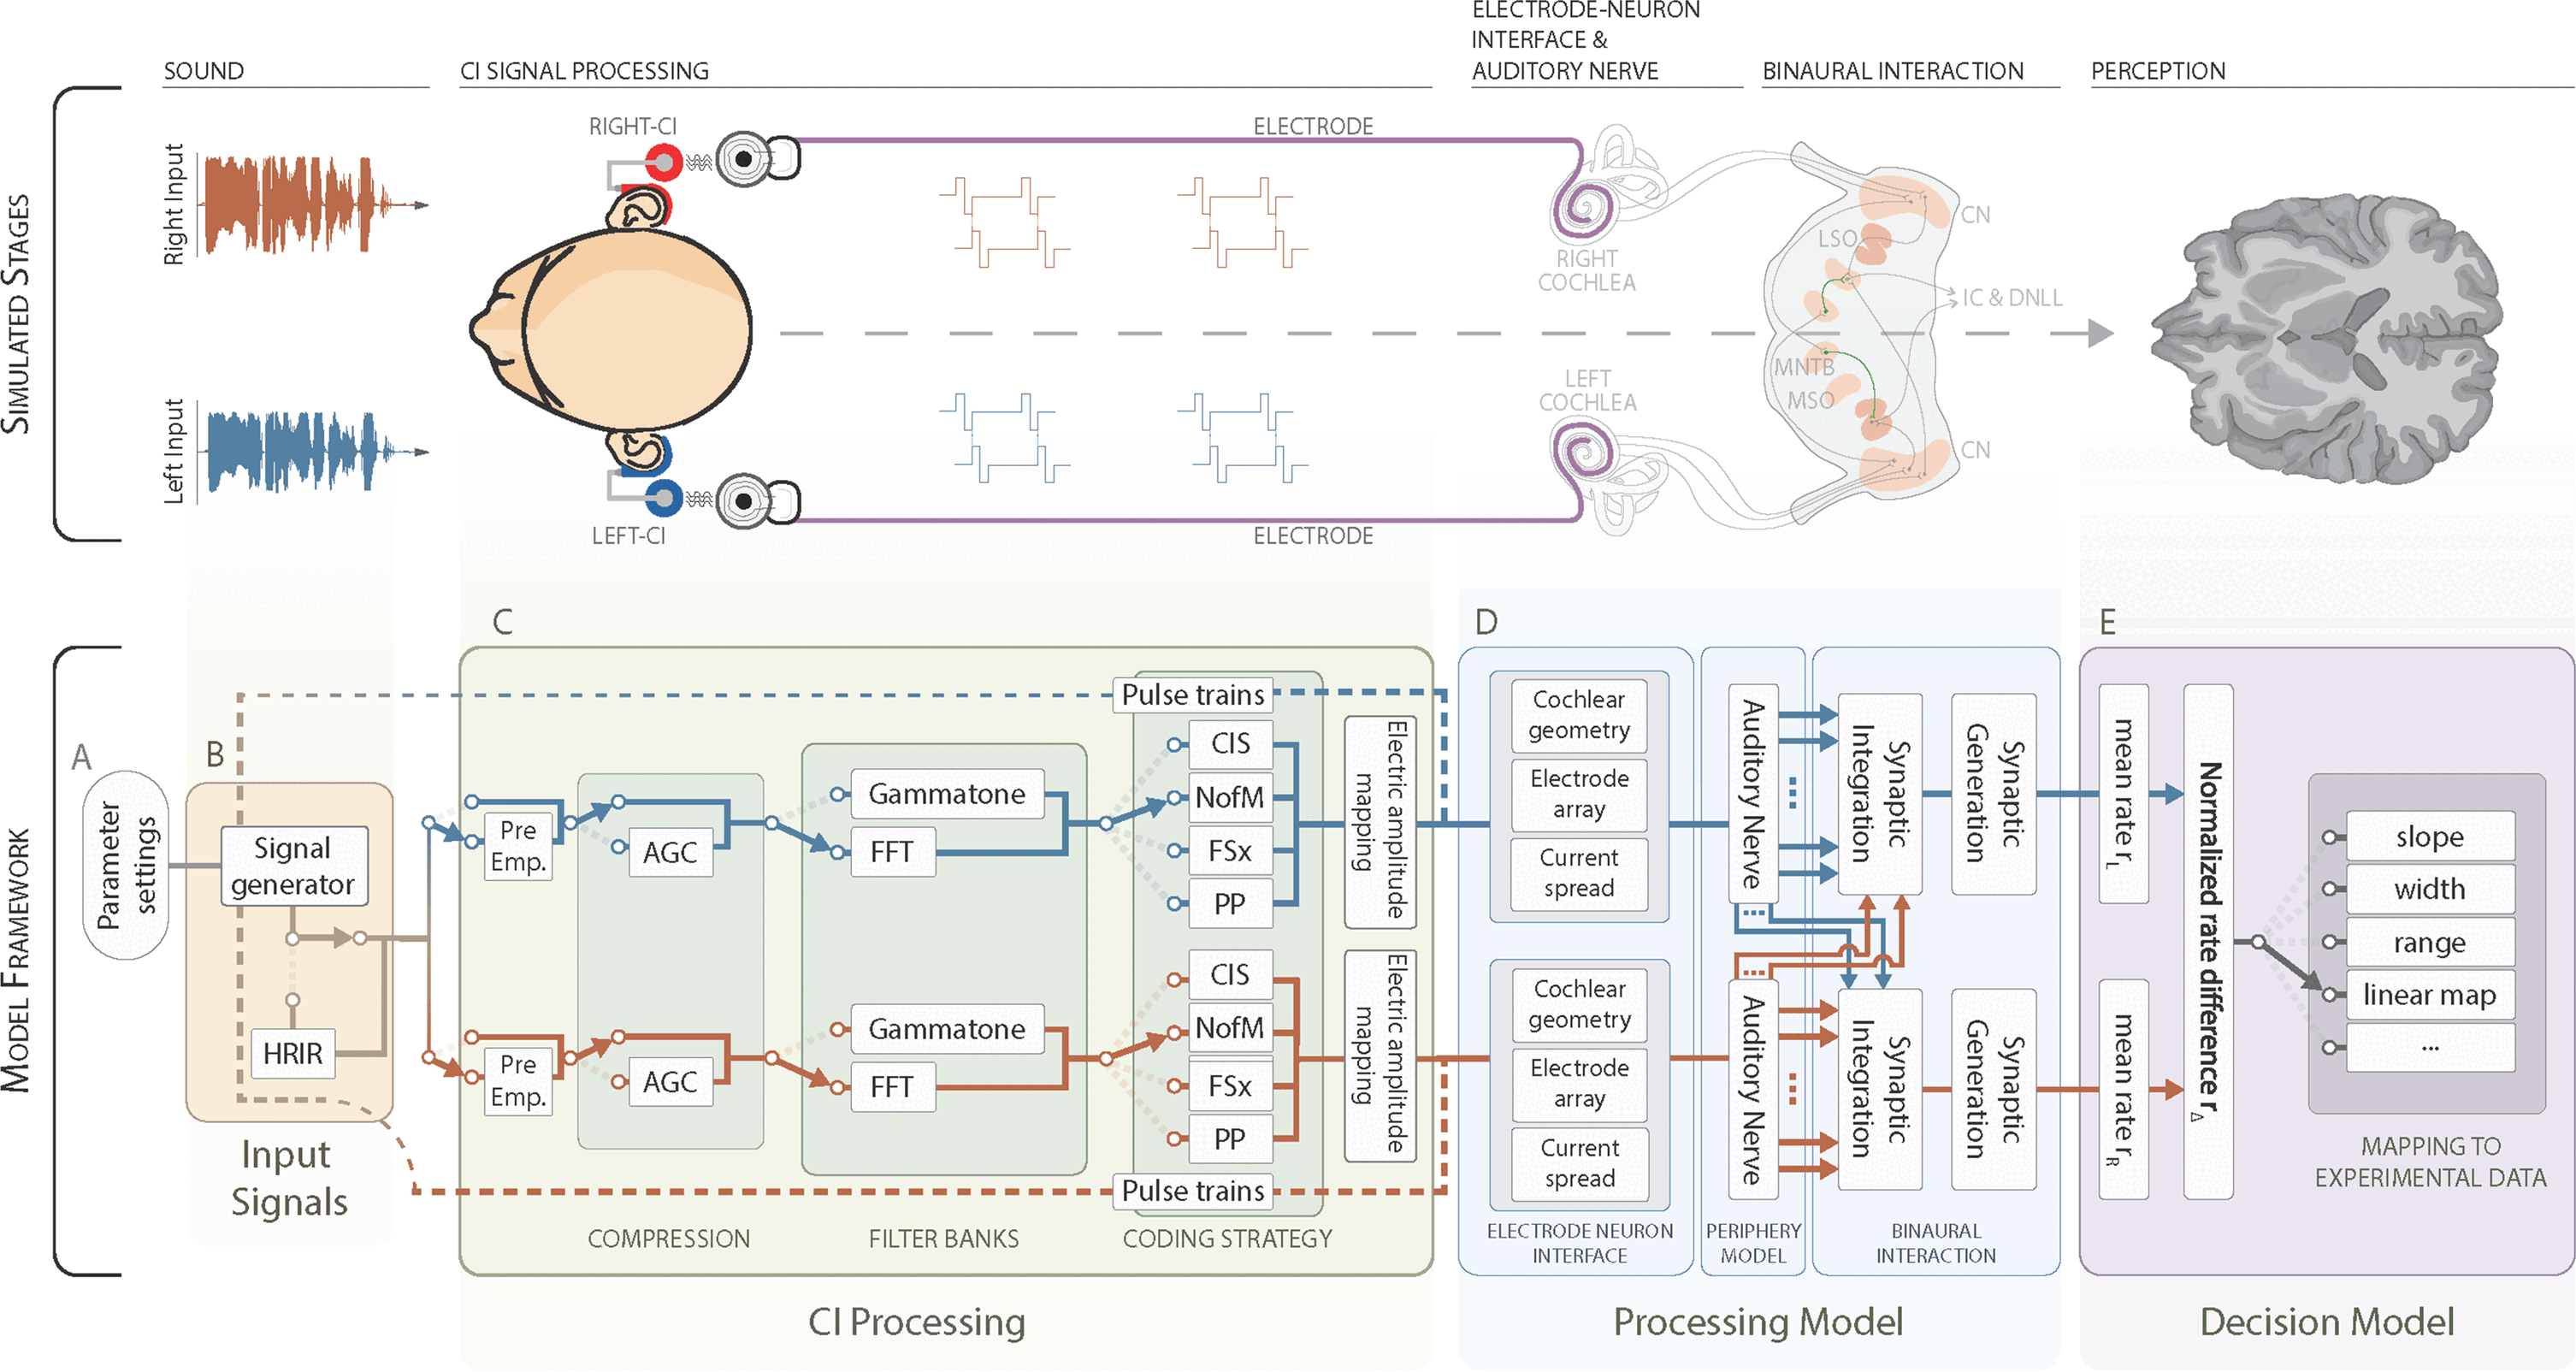 SOUND
CI SIGNAL PROCESSING
ELECTRODE-NEURON
INTERFACE &
AUDITORY NERVE
BINAURAL INTERACTION
PERCEPTION
SIMULATED STAGES
Right Input
Left Input
RIGHT-CI
LEFT-CI
ELECTRODE
ELECTRODE
RIGHT
COCHLEA
LEFT
COCHLEA
CN
LSO
IC & DNLL
MNTB
MSO
CN
MODEL FRAMEWORK
A
Parameter
settings
B
Signal
generator
HRIR
Input
Signals
C
Pulse trains
Pre
Emp.
AGC
Gammatone
FFT
CIS
NofM
FSx
PP
Electric amplitude
mapping
Pre
Emp.
AGC
Gammatone
FFT
CIS
NofM
FSx
PP
Electric amplitude
mapping
Pulse trains
COMPRESSION
FILTER BANKS
CODING STRATEGY
CI Processing
D
Cochlear
geometry
Electrode
array
Current
spread
Auditory Nerve
Synaptic
Integration
Synaptic
Generation
Cochlear
geometry
Electrode
array
Current
spread
Auditory Nerve
Synaptic
Integration
Synaptic
Generation
ELECTRODE NEURON
INTERFACE
PERIPHERY
MODEL
BINAURAL
INTERACTION
Processing Model
E
mean rate rL
mean rate rR
Normalized rate difference rΔ
slope
width
range
linear map
...
MAPPING TO
EXPERIMENTAL DATA
Decision Model